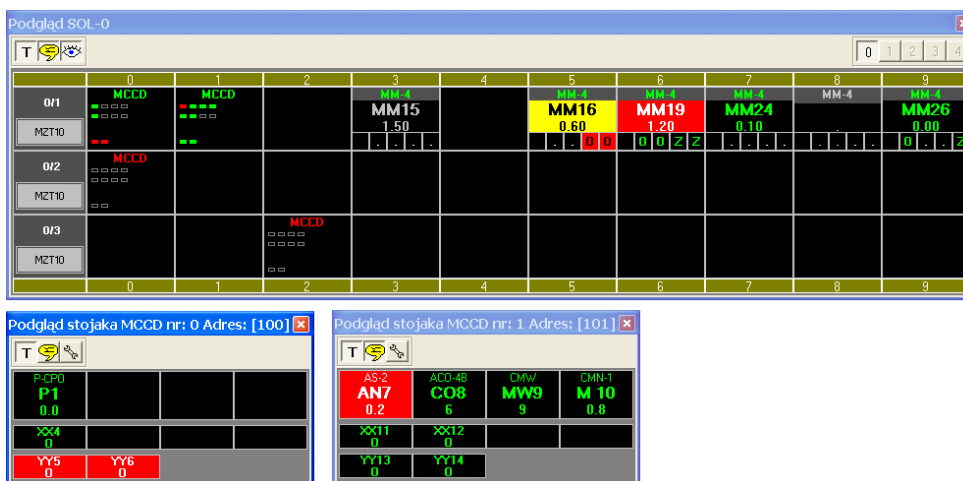 Podgląd SOL-0
T
0 1 2 3 4
0 1 2 3 4 5 6 7 8 9
0/1 MCCD MCCD MM-4 MM-4 MM-4 MM-4 MM-4 MM-4
MM15 MM16 MM19 MM24 MM26
MZT10 1.50 0.60 1.20 0.10 . 0.00
. . . . . . 0 0 0 0 Z Z . . . . . . . . 0 . . Z
0/2 MCCD
MZT10
0/3 MCCD
MZT10
0 1 2 3 4 5 6 7 8 9
Podgląd stojaka MCCD nr: 0 Adres: [100]
T
P-CPO
P1
0.0
XX4
0
YY5 YY6
0 0
Podgląd stojaka MCCD nr: 1 Adres: [101]
T
AS-2 ACO-4B CMW CMN-1
AN7 CO8 MW9 M 10
0.2 6 9 0.8
XX11 XX12
0 0
YY13 YY14
0 0